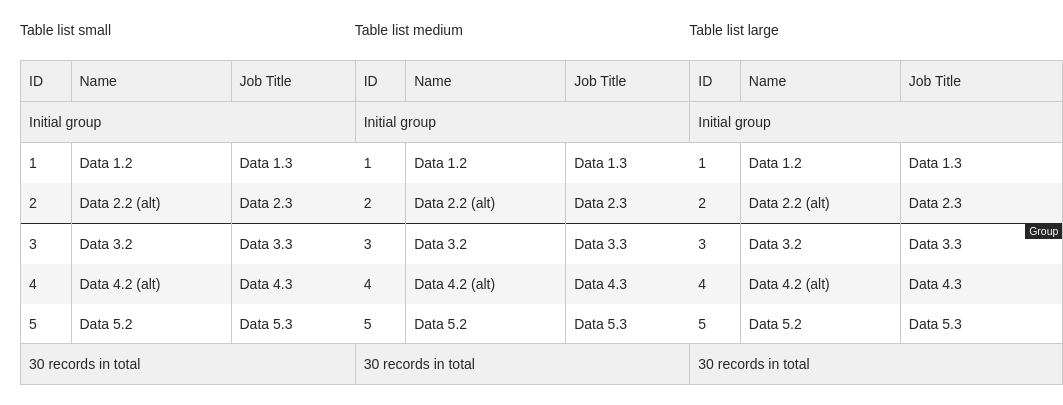 Table list small Table list medium Table list large
ID Name Job Title ID Name Job Title ID Name Job Title
Initial group Initial group Initial group
1 Data 1.2 Data 1.3 1 Data 1.2 Data 1.3 1 Data 1.2 Data 1.3
2 Data 2.2 (alt) Data 2.3 2 Data 2.2 (alt) Data 2.3 2 Data 2.2 (alt) Data 2.3
Group
3 Data 3.2 Data 3.3 3 Data 3.2 Data 3.3 3 Data 3.2 Data 3.3
4 Data 4.2 (alt) Data 4.3 4 Data 4.2 (alt) Data 4.3 4 Data 4.2 (alt) Data 4.3
5 Data 5.2 Data 5.3 5 Data 5.2 Data 5.3 5 Data 5.2 Data 5.3
30 records in total 30 records in total 30 records in total